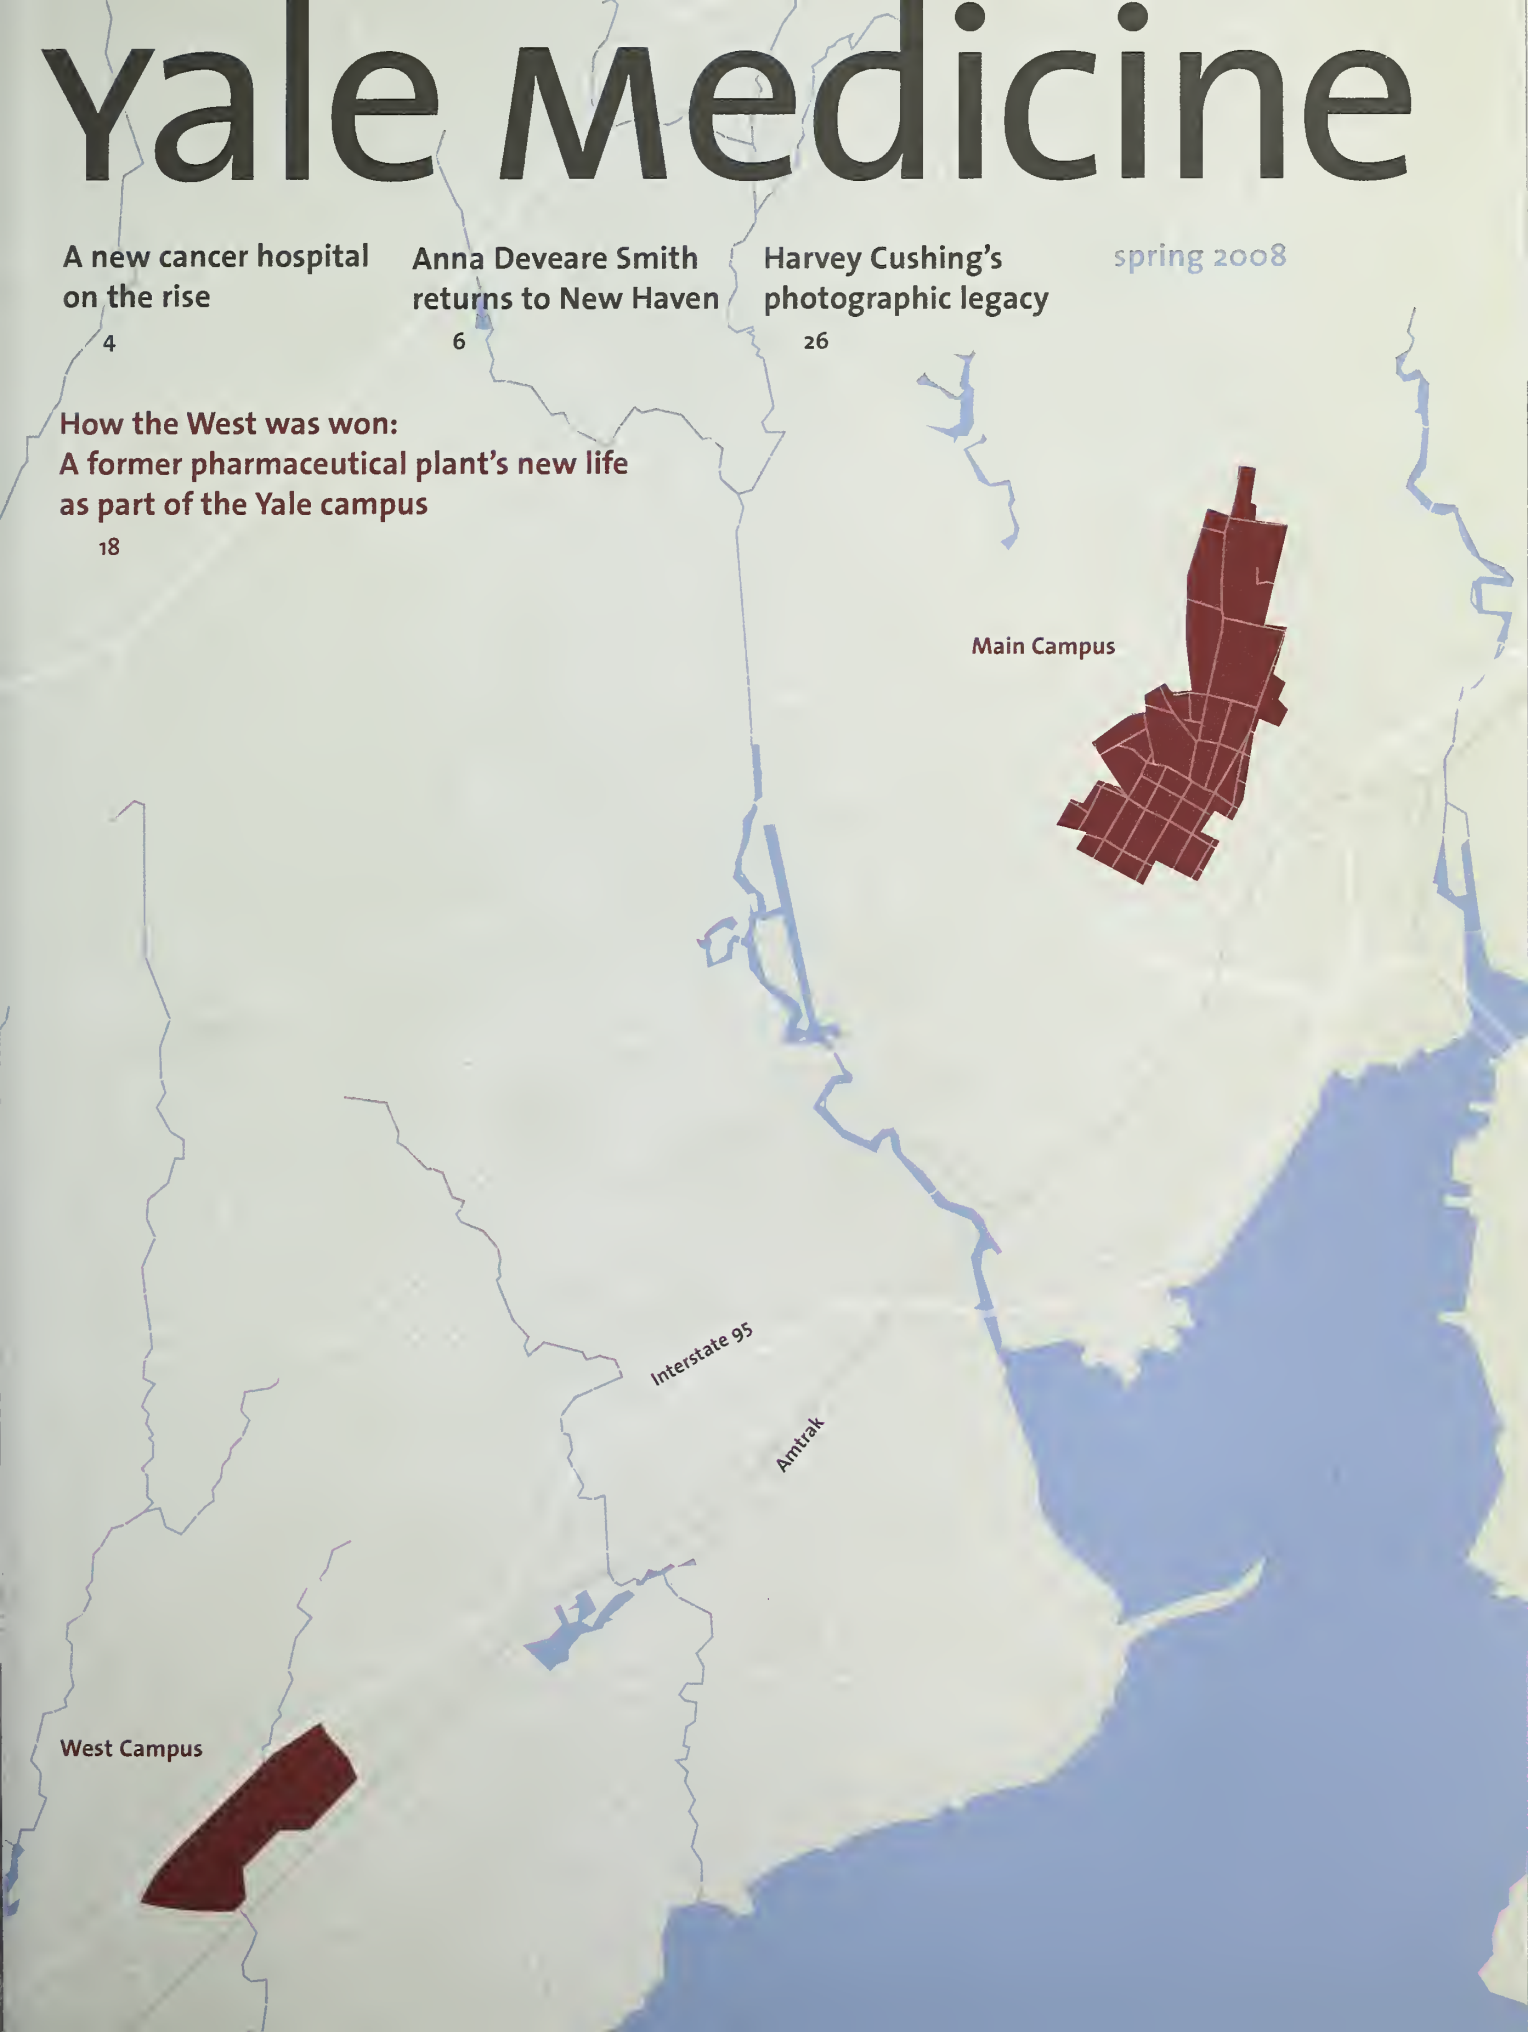 Yale Medicine
A new cancer hospital
on the rise
4
Anna Deveare Smith
returns to New Haven
6
Harvey Cushing's
photographic legacy
26
spring 2008
How the West was won:
A former pharmaceutical plant's new life
as part of the Yale campus
18
Main Campus
Interstate 95
Amtrak
West Campus